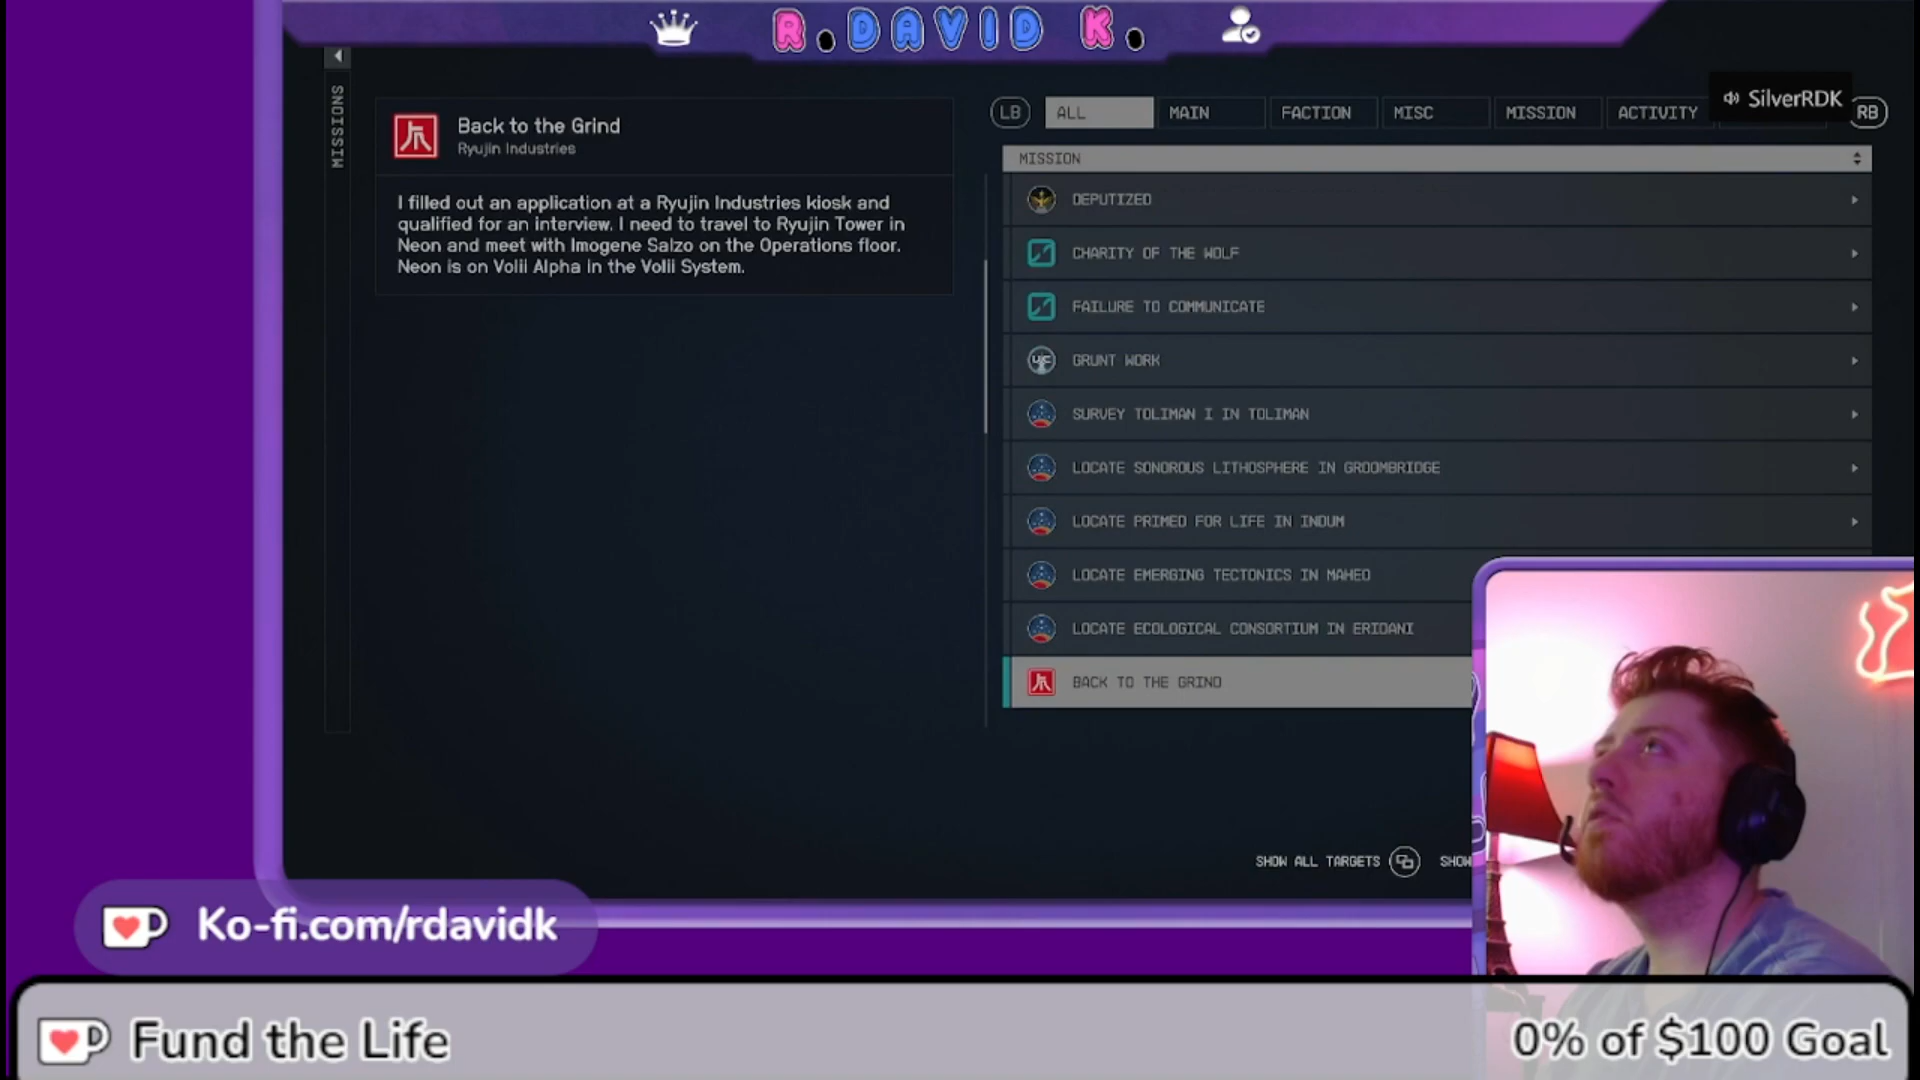 R.DAVID K.
MISSIONS
Back to the Grind
Ryujin Industries
I filled out an application at a Ryujin Industries kiosk and
qualified for an interview. I need to travel to Ryujin Tower in
Neon and meet with Imogene Salzo on the Operations floor.
Neon is on Volii Alpha in the Volii System.
LB ALL MAIN FACTION MISC MISSION ACTIVITY RB
SilverRDK
MISSION
DEPUTIZED
CHARITY OF THE WOLF
FAILURE TO COMMUNICATE
UC GRUNT WORK
SURVEY TOLIMAN I IN TOLIMAN
LOCATE SONOROUS LITHOSPHERE IN GROOMBRIDGE
LOCATE PRIMED FOR LIFE IN INDUM
LOCATE EMERGING TECTONICS IN MAHEO
LOCATE ECOLOGICAL CONSORTIUM IN ERIDANI
BACK TO THE GRIND
SHOW ALL TARGETS SHOW
Ko-fi.com/rdavidk
Fund the Life
0% of $100 Goal